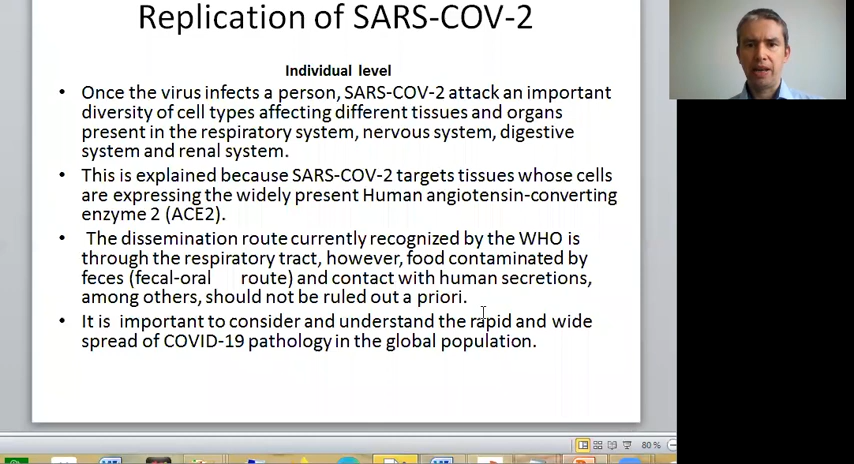 Replication of SARS-COV-2
Individual level
• Once the virus infects a person, SARS-COV-2 attack an important
diversity of cell types affecting different tissues and organs
present in the respiratory system, nervous system, digestive
system and renal system.
• This is explained because SARS-COV-2 targets tissues whose cells
are expressing the widely present Human angiotensin-converting
enzyme 2 (ACE2).
• The dissemination route currently recognized by the WHO is
through the respiratory tract, however, food contaminated by
feces (fecal-oral route) and contact with human secretions,
among others, should not be ruled out a priori.
• It is important to consider and understand the rapid and wide
spread of COVID-19 pathology in the global population.
80 %